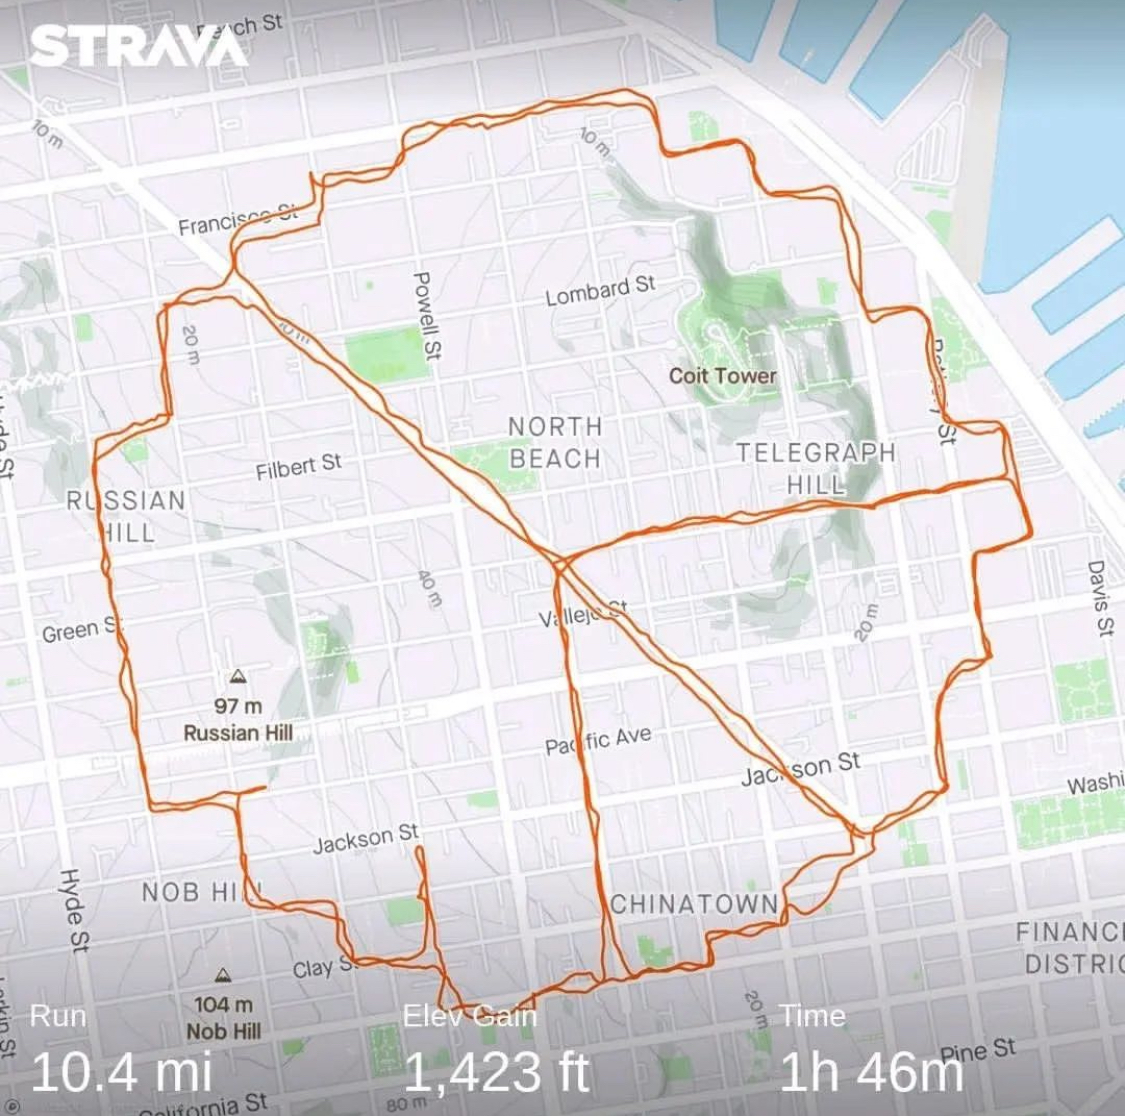 STRAVA
Beach St
10 m
10 m
Francisco St
Powell St
Lombard St
20 m
10 m
Coit Tower
Hyde St
NORTH
BEACH
TELEGRAPH
HILL
Battery St
Filbert St
RUSSIAN
HILL
40 m
Davis St
Green St
Vallejo St
20 m
97 m
Russian Hill
Pacific Ave
Jackson St
Washi
Jackson St
Hyde St
NOB HILL
CHINATOWN
FINANCI
DISTRIC
Clay St
104 m
Nob Hill
20 m
Larkin St
Run
Elev Gain
Time
10.4 mi
1,423 ft
1h 46m
Pine St
California St
80 m